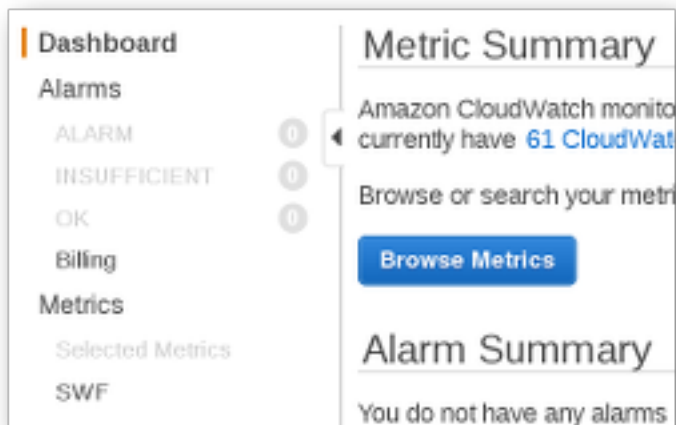 Dashboard
Alarms
ALARM 0
INSUFFICIENT 0
OK 0
Billing
Metrics
Selected Metrics
SWF
Metric Summary
Amazon CloudWatch monito
currently have 61 CloudWat
Browse or search your metri
Browse Metrics
Alarm Summary
You do not have any alarms